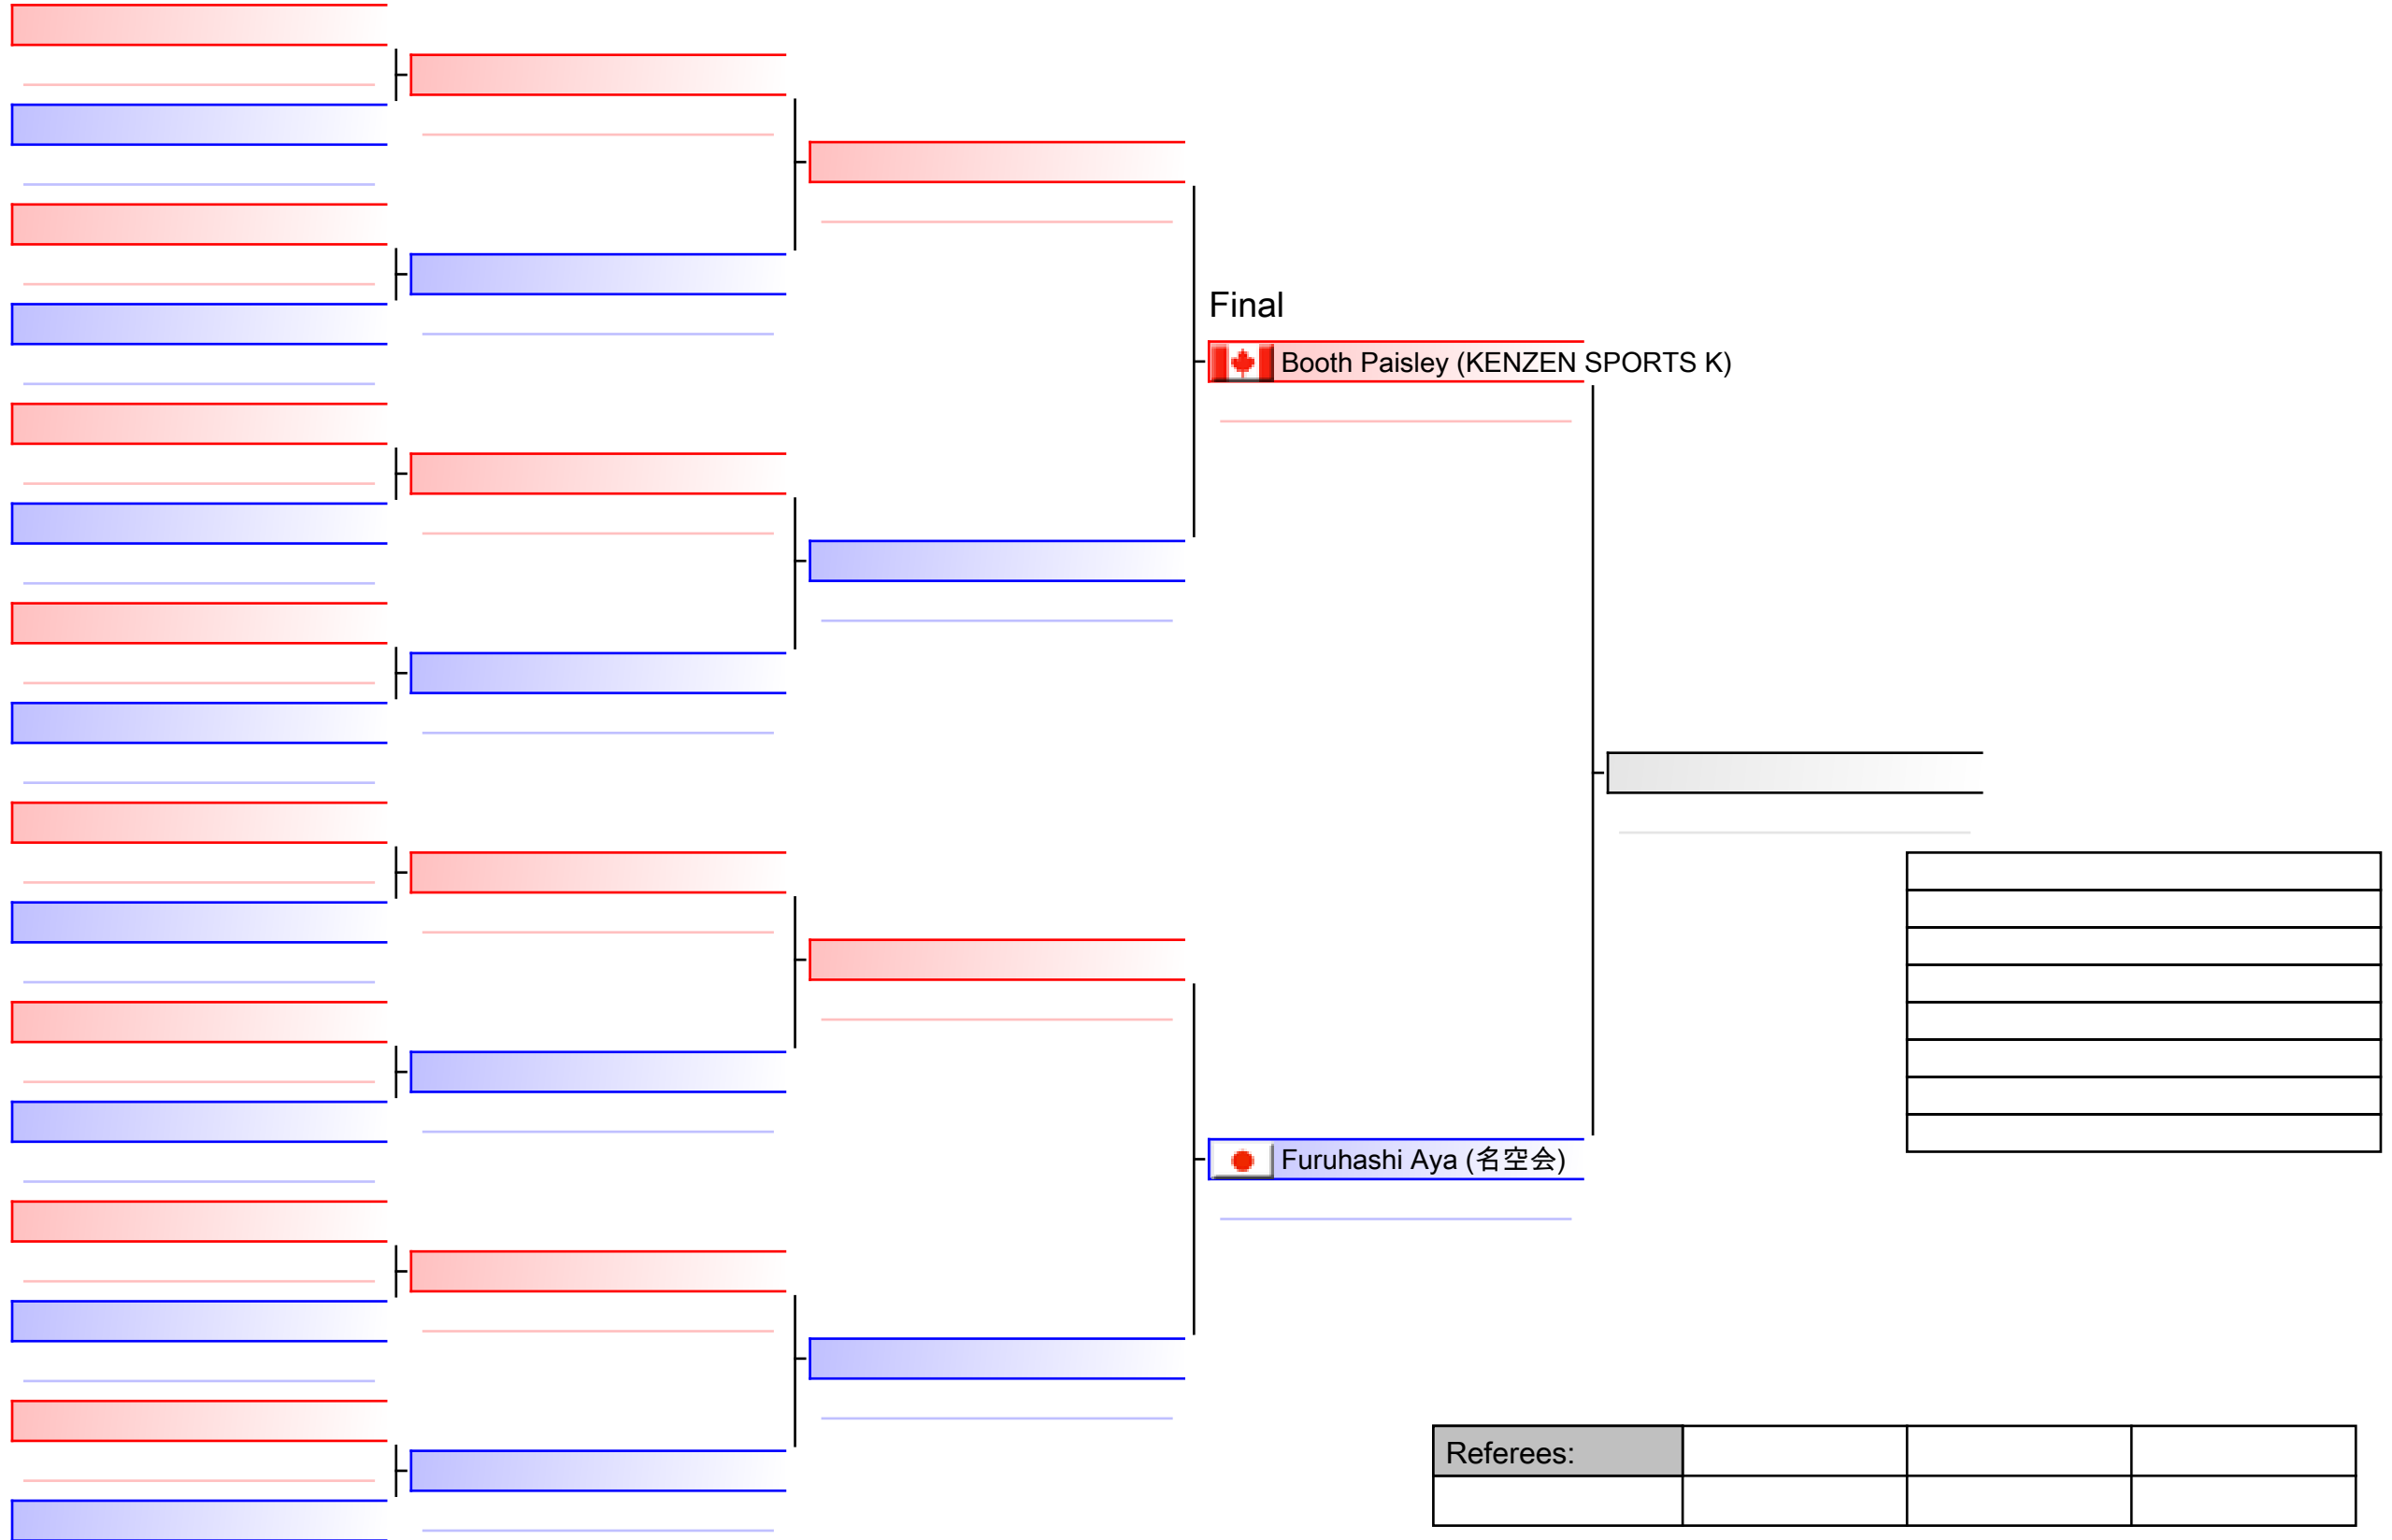 Final
Booth Paisley (KENZEN SPORTS K)
Furuhashi Aya (名空会)
Referees: